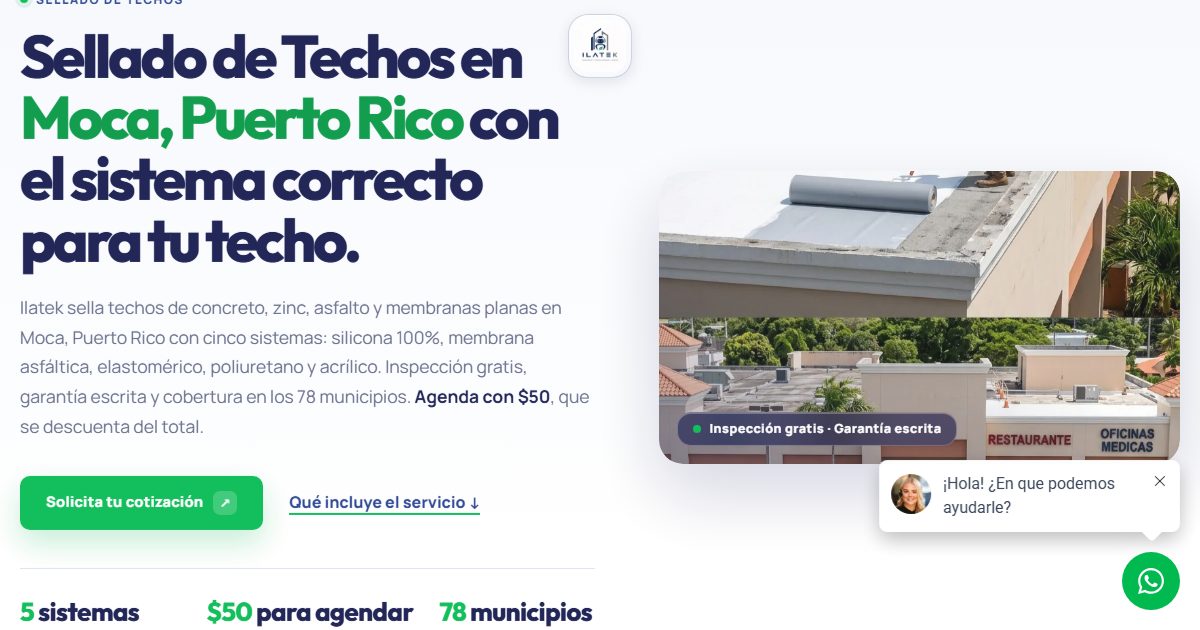 SELLADO DE TECHOS
ILATEK
Sellado de Techos en
Moca, Puerto Rico con
el sistema correcto
para tu techo.
Ilatek sella techos de concreto, zinc, asfalto y membranas planas en
Moca, Puerto Rico con cinco sistemas: silicona 100%, membrana
asfáltica, elastomérico, poliuretano y acrílico. Inspección gratis,
garantía escrita y cobertura en los 78 municipios. Agenda con $50, que
se descuenta del total.
Solicita tu cotización ↗
Qué incluye el servicio ↓
5 sistemas
$50 para agendar
78 municipios
Inspección gratis · Garantía escrita
RESTAURANTE
OFICINAS
MEDICAS
¡Hola! ¿En que podemos
ayudarle?